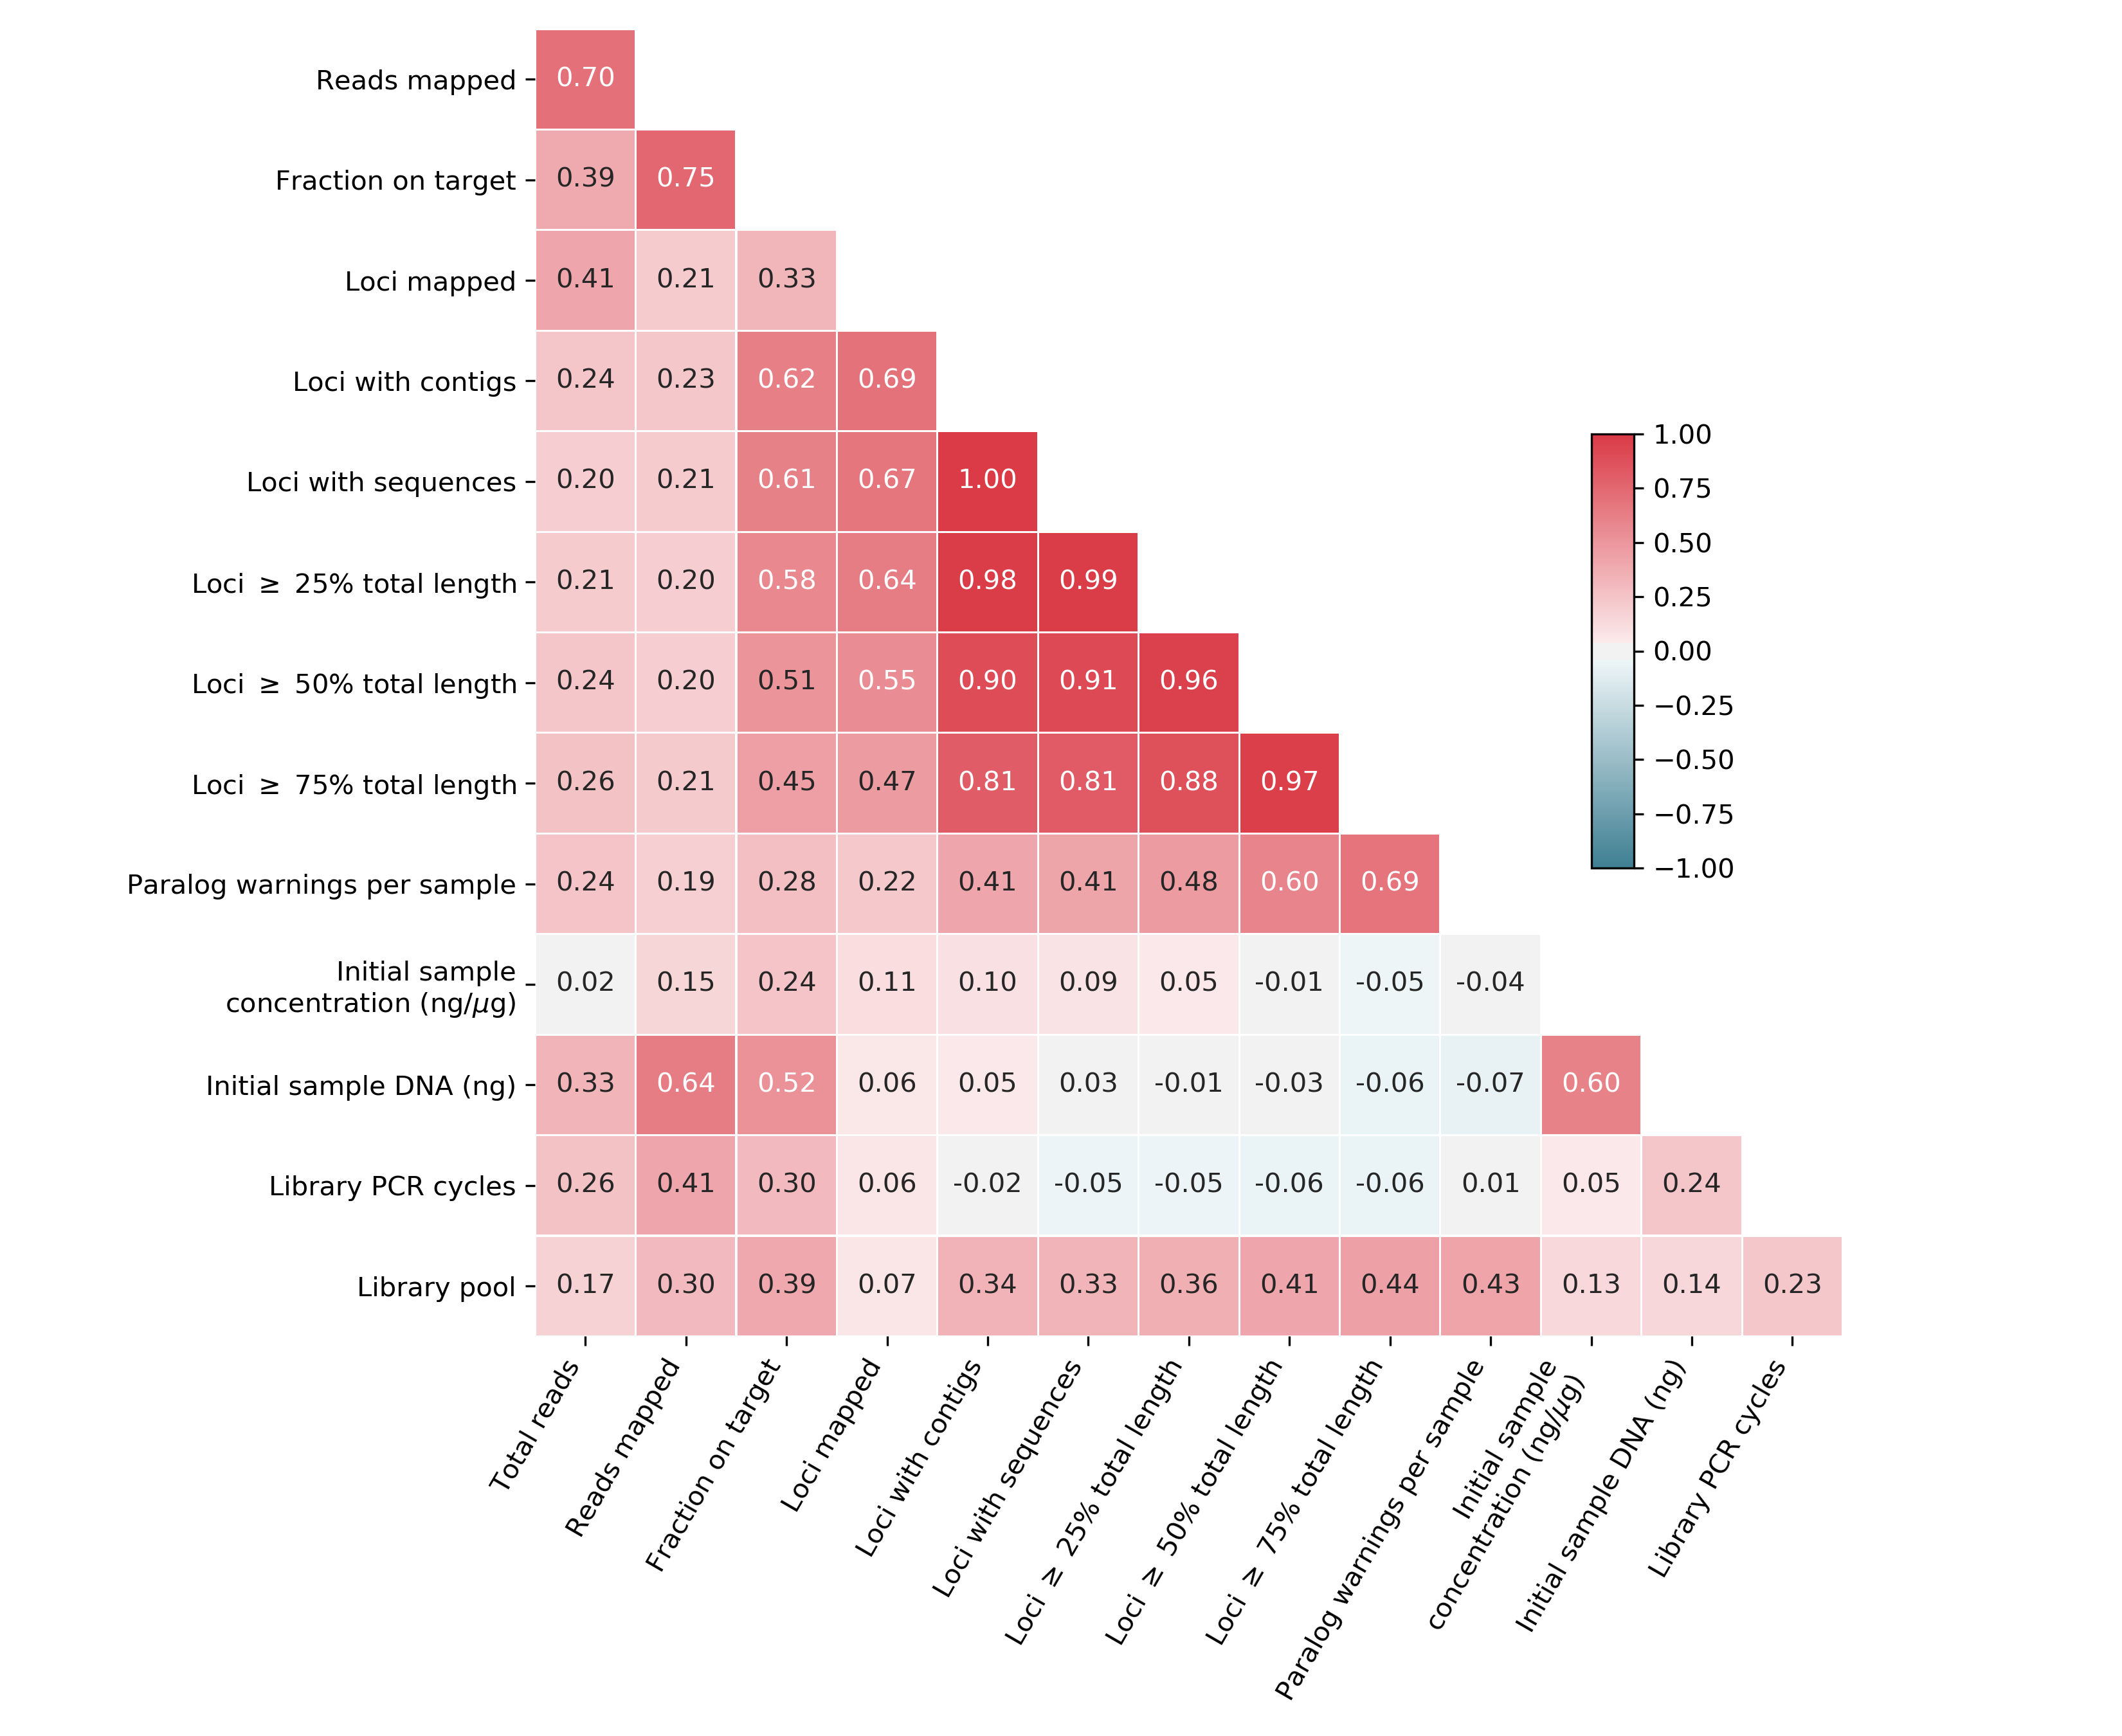 Reads mapped 0.70
Fraction on target 0.39 0.75
Loci mapped 0.41 0.21 0.33
Loci with contigs 0.24 0.23 0.62 0.69
Loci with sequences 0.20 0.21 0.61 0.67 1.00
Loci ≥ 25% total length 0.21 0.20 0.58 0.64 0.98 0.99
Loci ≥ 50% total length 0.24 0.20 0.51 0.55 0.90 0.91 0.96
Loci ≥ 75% total length 0.26 0.21 0.45 0.47 0.81 0.81 0.88 0.97
Paralog warnings per sample 0.24 0.19 0.28 0.22 0.41 0.41 0.48 0.60 0.69
Initial sample
concentration (ng/μg) 0.02 0.15 0.24 0.11 0.10 0.09 0.05 -0.01 -0.05 -0.04
Initial sample DNA (ng) 0.33 0.64 0.52 0.06 0.05 0.03 -0.01 -0.03 -0.06 -0.07 0.60
Library PCR cycles 0.26 0.41 0.30 0.06 -0.02 -0.05 -0.05 -0.06 -0.06 0.01 0.05 0.24
Library pool 0.17 0.30 0.39 0.07 0.34 0.33 0.36 0.41 0.44 0.43 0.13 0.14 0.23
Total reads
Reads mapped
Fraction on target
Loci mapped
Loci with contigs
Loci with sequences
Loci ≥ 25% total length
Loci ≥ 50% total length
Loci ≥ 75% total length
Paralog warnings per sample
Initial sample
concentration (ng/μg)
Initial sample DNA (ng)
Library PCR cycles
1.00
0.75
0.50
0.25
0.00
−0.25
−0.50
−0.75
−1.00